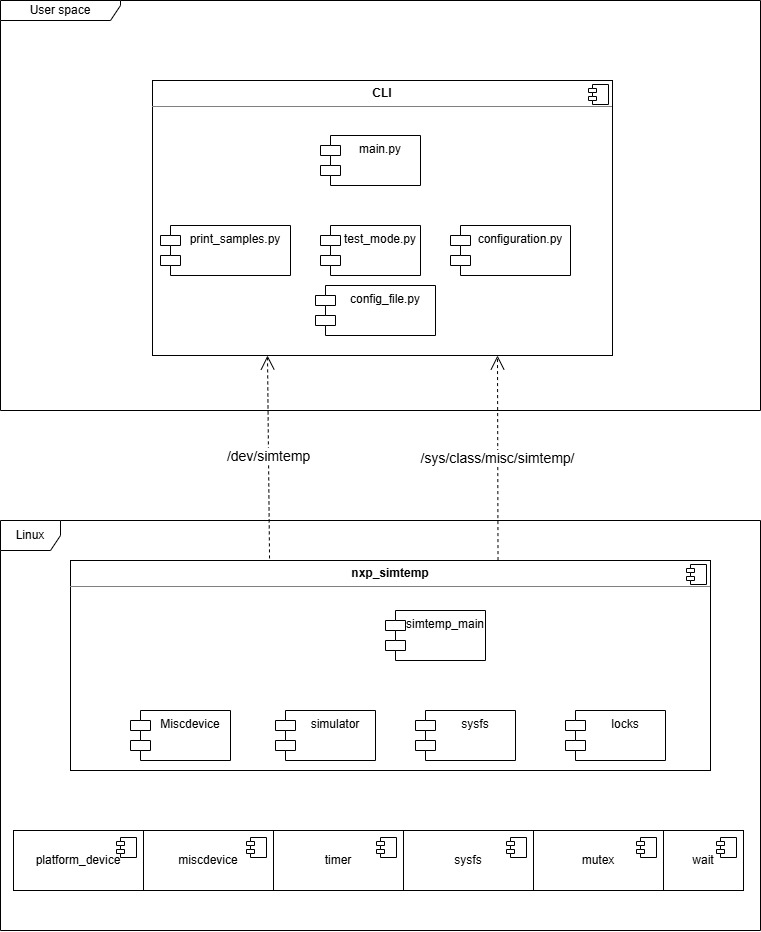 User space
CLI
main.py
print_samples.py
test_mode.py
configuration.py
config_file.py
/dev/simtemp
/sys/class/misc/simtemp/
Linux
nxp_simtemp
simtemp_main
Miscdevice
simulator
sysfs
locks
platform_device
miscdevice
timer
sysfs
mutex
wait